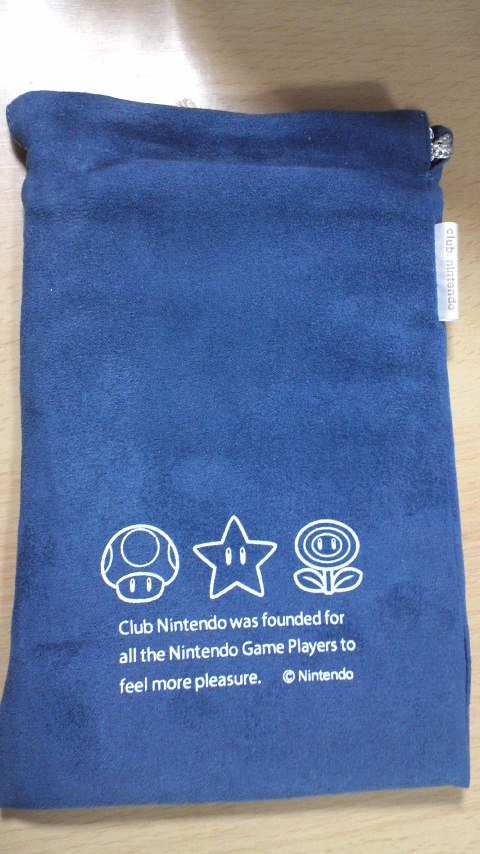 club nintendo
Club Nintendo was founded for
all the Nintendo Game Players to
feel more pleasure. © Nintendo